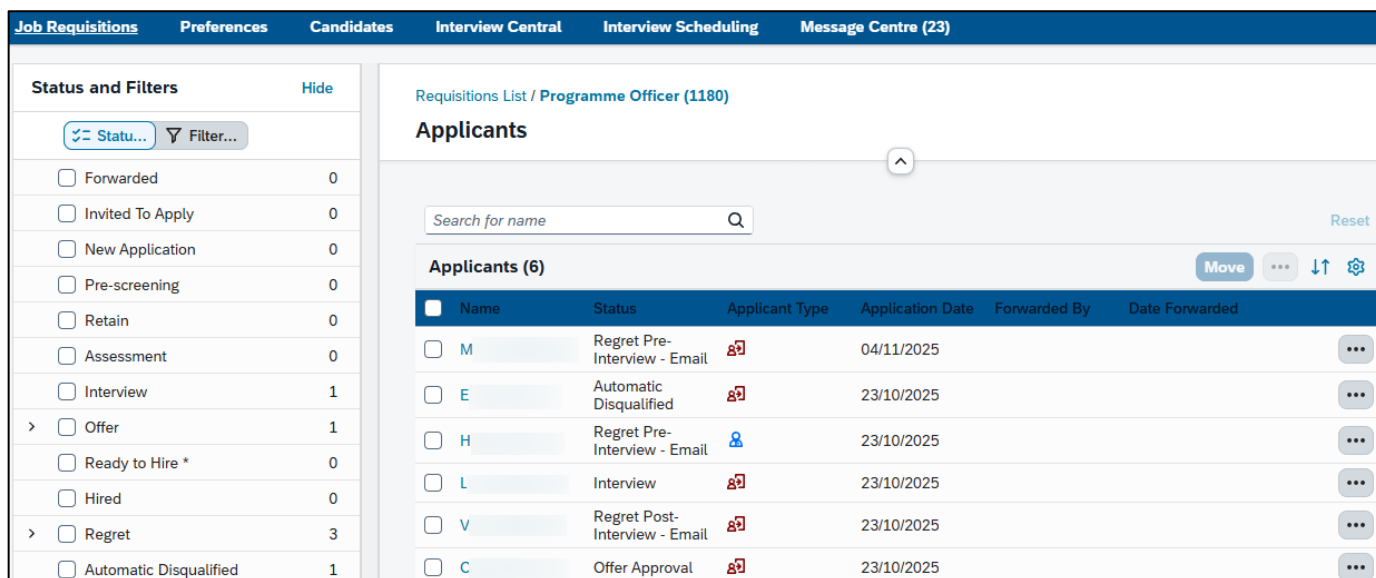 Job Requisitions Preferences Candidates Interview Central Interview Scheduling Message Centre (23)
Status and Filters Hide
Statu... Filter...
Forwarded 0
Invited To Apply 0
New Application 0
Pre-screening 0
Retain 0
Assessment 0
Interview 1
Offer 1
Ready to Hire * 0
Hired 0
Regret 3
Automatic Disqualified 1
Requisitions List / Programme Officer (1180)
Applicants
Search for name
Reset
Applicants (6) Move
Name Status Applicant Type Application Date Forwarded By Date Forwarded
M Regret Pre-
Interview - Email 04/11/2025
E Automatic
Disqualified 23/10/2025
H Regret Pre-
Interview - Email 23/10/2025
L Interview 23/10/2025
V Regret Post-
Interview - Email 23/10/2025
C Offer Approval 23/10/2025